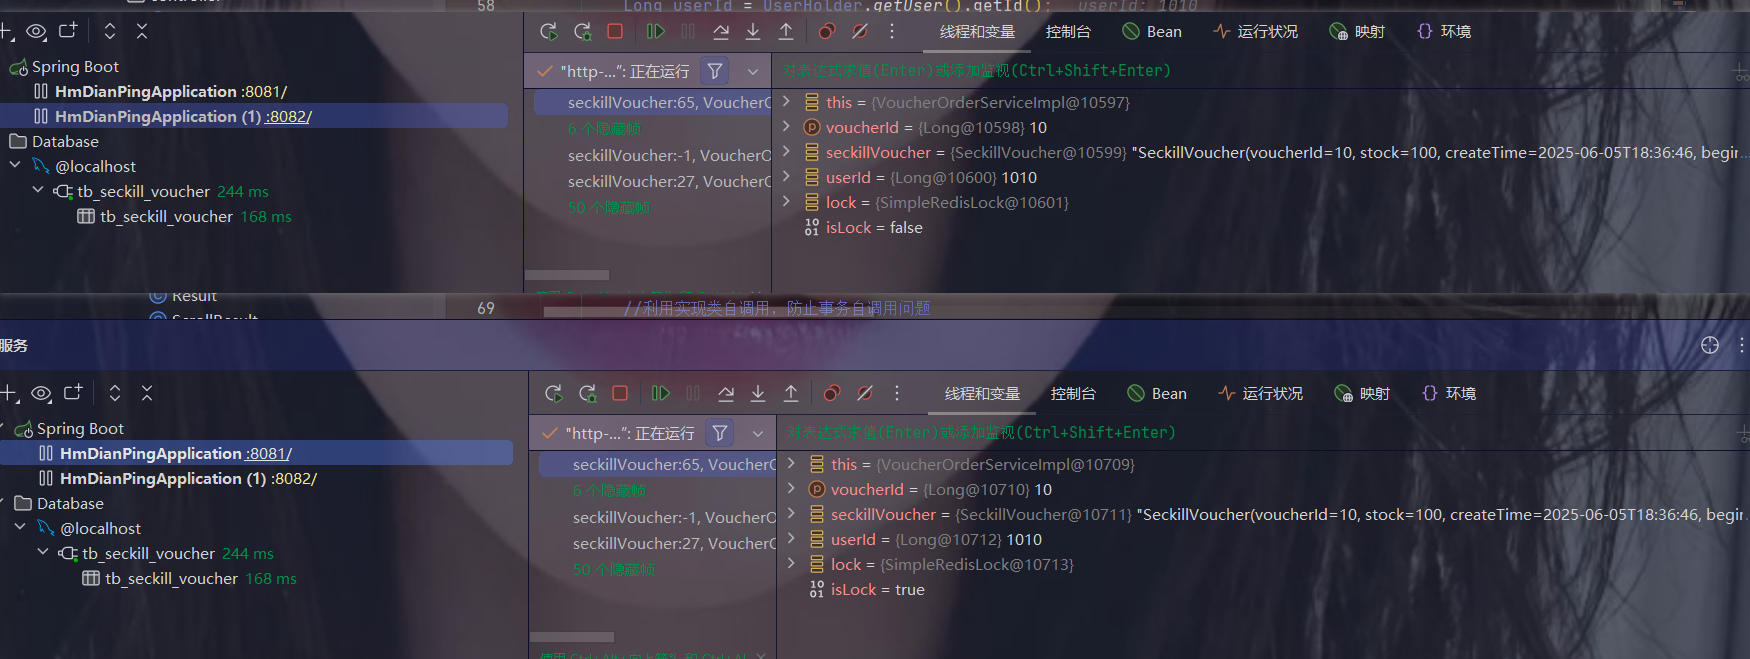 58 Long userId = UserHolder.getUser().getId(); userId: 1010
线程和变量 控制台 Bean 运行状况 映射 环境
Spring Boot
HmDianPingApplication :8081/
HmDianPingApplication (1) :8082/
Database
@localhost
tb_seckill_voucher 244 ms
tb_seckill_voucher 168 ms
"http-...": 正在运行
seckillVoucher:65, VoucherO
6 个隐藏帧
seckillVoucher:-1, VoucherO
seckillVoucher:27, VoucherO
50 个隐藏帧
对表达式求值(Enter)或添加监视(Ctrl+Shift+Enter)
this = {VoucherOrderServiceImpl@10597}
voucherId = {Long@10598} 10
seckillVoucher = {SeckillVoucher@10599} "SeckillVoucher(voucherId=10, stock=100, createTime=2025-06-05T18:36:46, begin...
userId = {Long@10600} 1010
lock = {SimpleRedisLock@10601}
isLock = false
Result
69 //利用实现类自调用，防止事务自调用问题
服务
线程和变量 控制台 Bean 运行状况 映射 环境
Spring Boot
HmDianPingApplication :8081/
HmDianPingApplication (1) :8082/
Database
@localhost
tb_seckill_voucher 244 ms
tb_seckill_voucher 168 ms
"http-...": 正在运行
seckillVoucher:65, VoucherO
6 个隐藏帧
seckillVoucher:-1, VoucherO
seckillVoucher:27, VoucherO
50 个隐藏帧
对表达式求值(Enter)或添加监视(Ctrl+Shift+Enter)
this = {VoucherOrderServiceImpl@10709}
voucherId = {Long@10710} 10
seckillVoucher = {SeckillVoucher@10711} "SeckillVoucher(voucherId=10, stock=100, createTime=2025-06-05T18:36:46, begin...
userId = {Long@10712} 1010
lock = {SimpleRedisLock@10713}
isLock = true